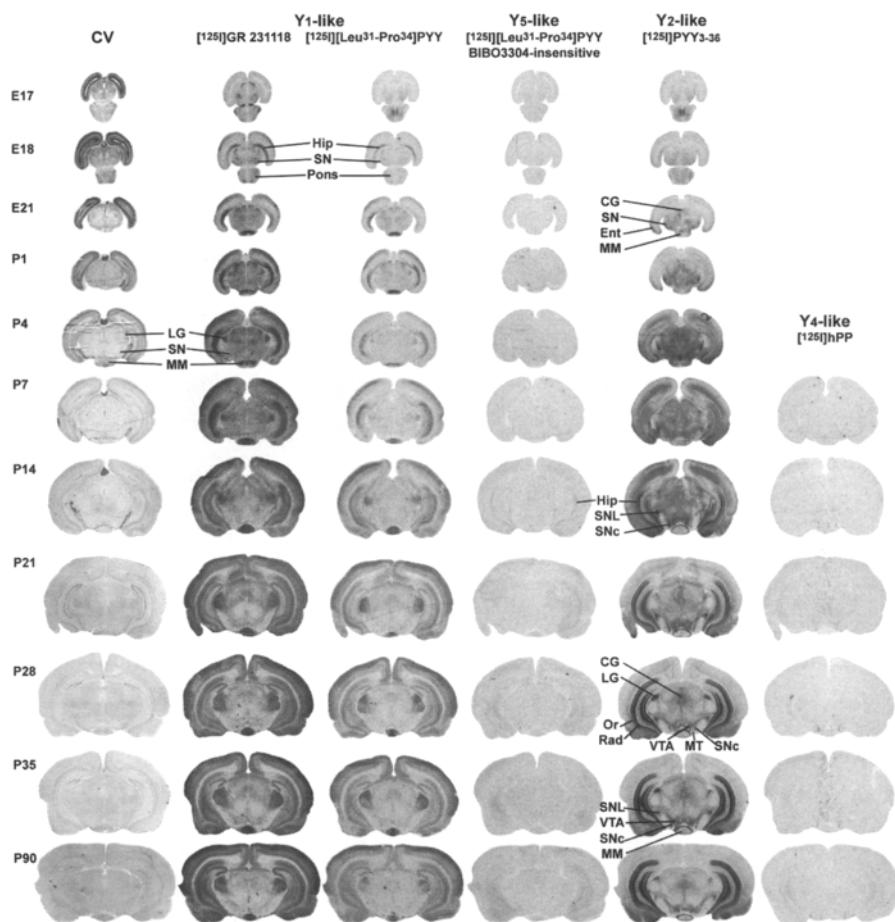 CV
Y1-like
[125I]GR 231118
[125I][Leu31-Pro34]PYY
Y5-like
[125I][Leu31-Pro34]PYY
BIBO3304-insensitive
Y2-like
[125I]PYY3-36
E17
E18
Hip
SN
Pons
E21
CG
SN
Ent
MM
P1
P4
LG
SN
MM
Y4-like
[125I]hPP
P7
P14
Hip
SNL
SNc
P21
P28
CG
LG
Or
Rad
VTA MT SNc
P35
SNL
VTA
SNc
MM
P90